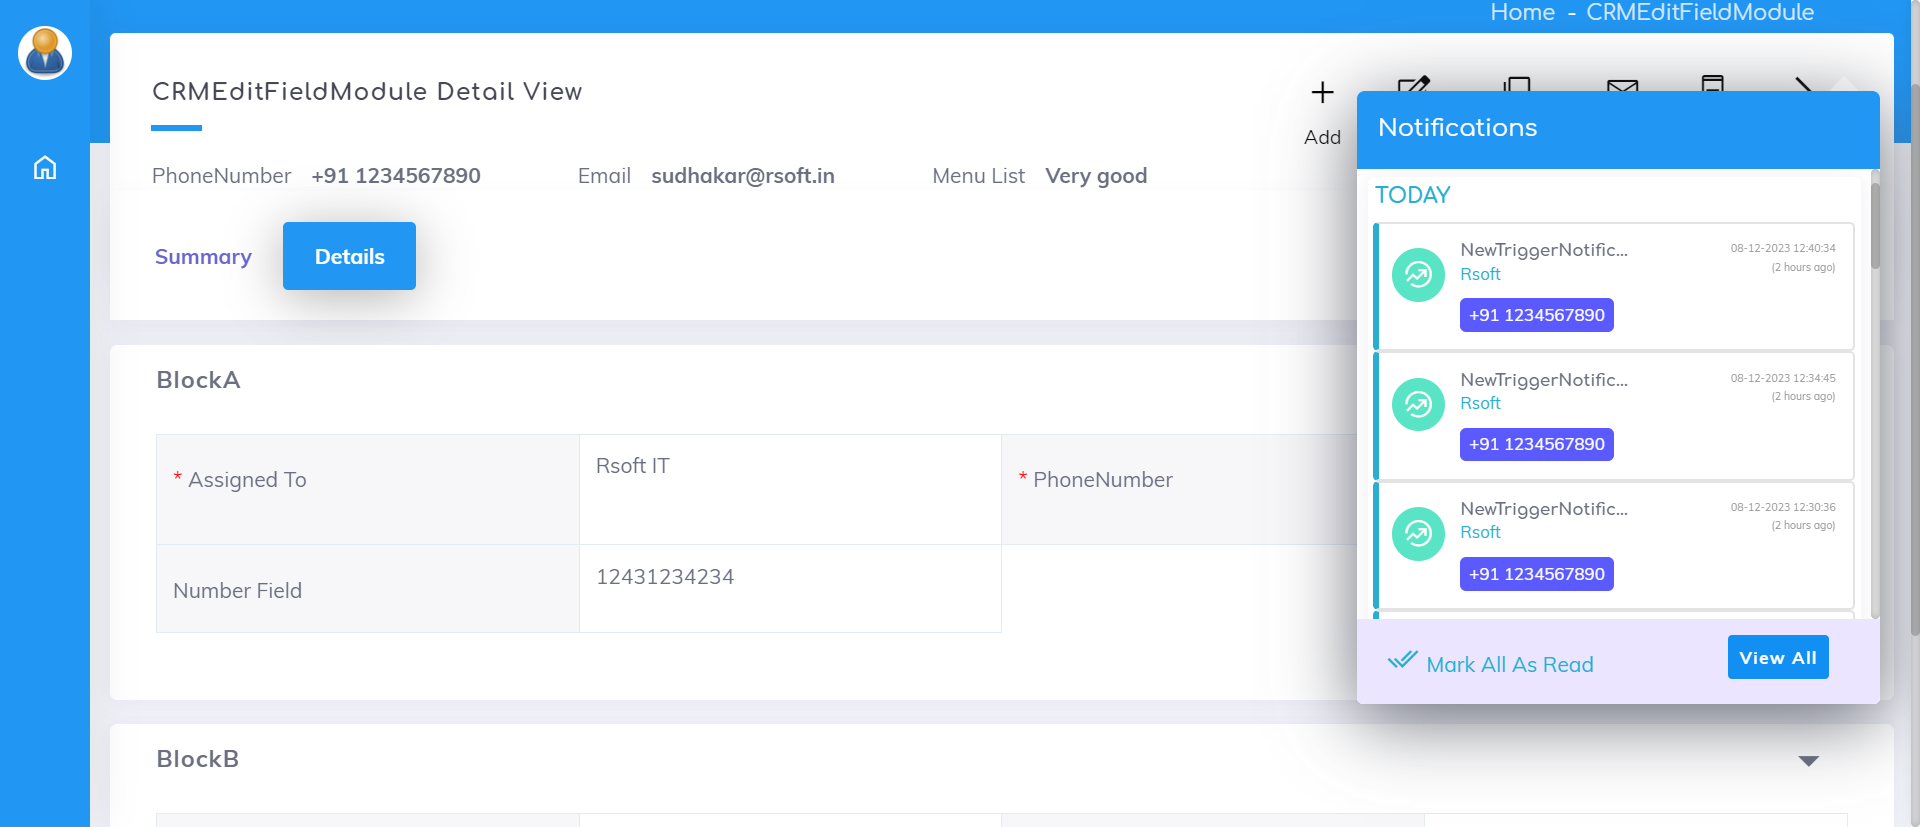 Home - CRMEditFieldModule
CRMEditFieldModule Detail View
Add
PhoneNumber +91 1234567890 Email sudhakar@rsoft.in Menu List Very good
Summary Details
BlockA
* Assigned To Rsoft IT * PhoneNumber
Number Field 12431234234
BlockB
Notifications
TODAY
NewTriggerNotific... 08-12-2023 12:40:34
Rsoft (2 hours ago)
+91 1234567890
NewTriggerNotific... 08-12-2023 12:34:45
Rsoft (2 hours ago)
+91 1234567890
NewTriggerNotific... 08-12-2023 12:30:36
Rsoft (2 hours ago)
+91 1234567890
Mark All As Read View All